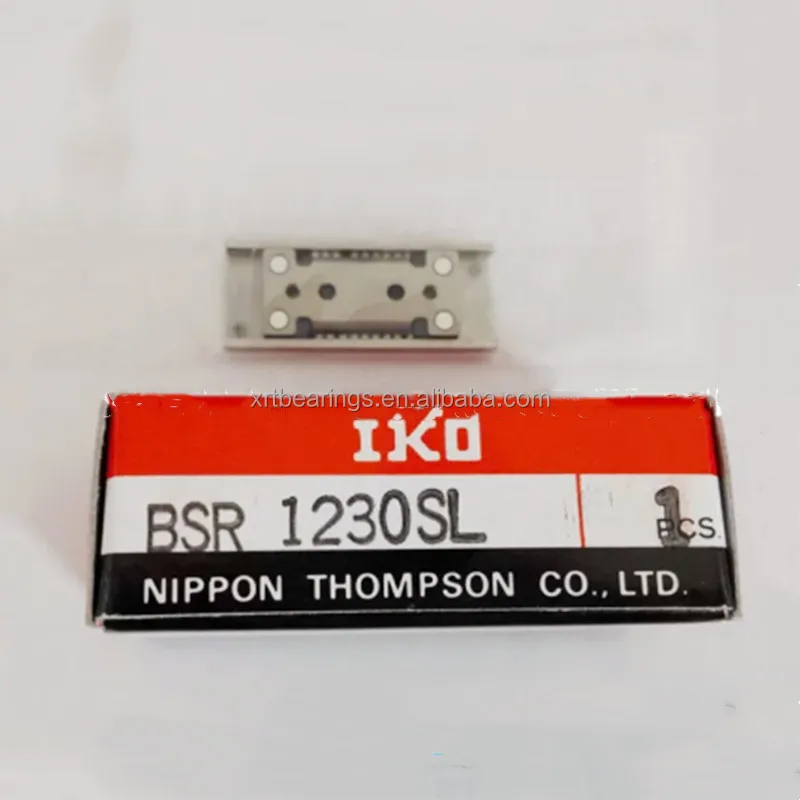 xrtbearings.en.alibaba.com
IKO
BSR 1230SL
1
PCS.
NIPPON THOMPSON CO., LTD.